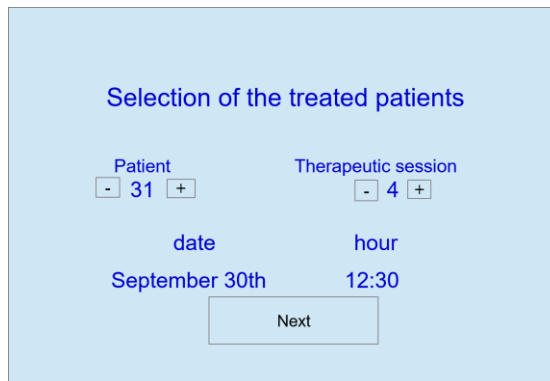 Selection of the treated patients
Patient Therapeutic session
- 31 + - 4 +
date hour
September 30th 12:30
Next